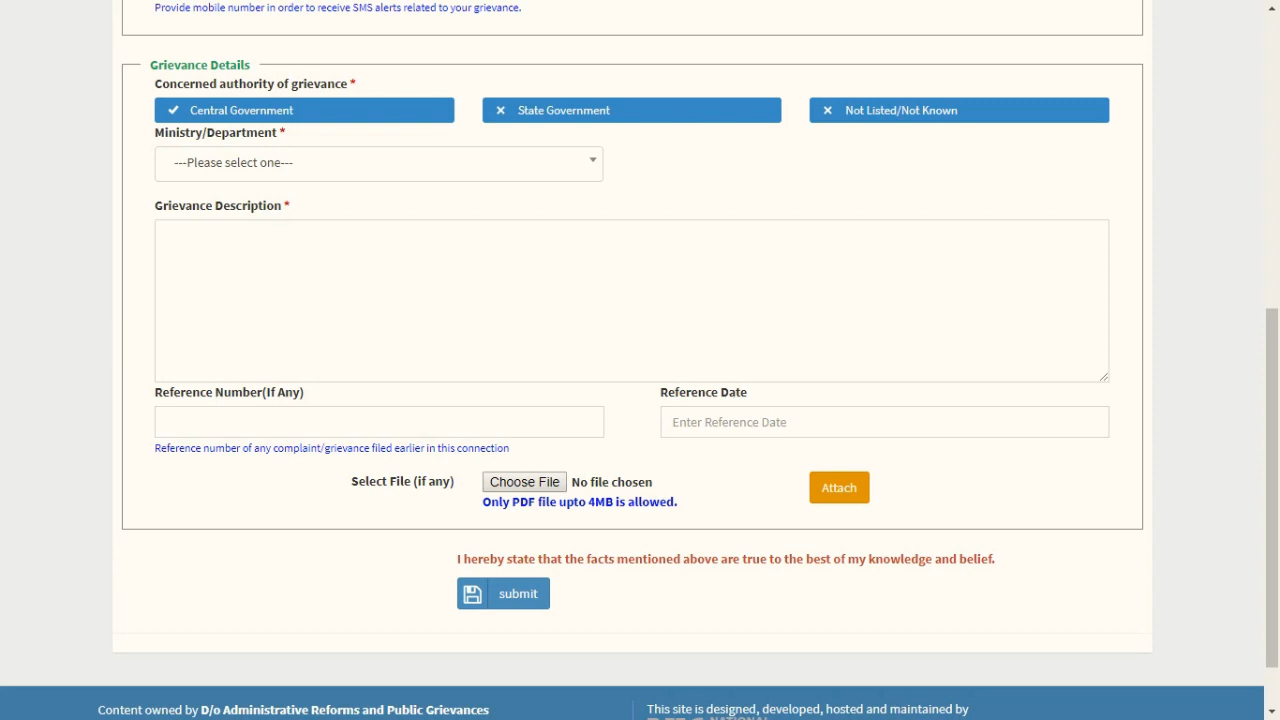 Provide mobile number in order to receive SMS alerts related to your grievance.
Grievance Details
Concerned authority of grievance *
Central Government
State Government
Not Listed/Not Known
Ministry/Department *
---Please select one---
Grievance Description *
Reference Number(If Any)
Reference Date
Enter Reference Date
Reference number of any complaint/grievance filed earlier in this connection
Select File (if any)
Choose File No file chosen
Attach
Only PDF file upto 4MB is allowed.
I hereby state that the facts mentioned above are true to the best of my knowledge and belief.
submit
Content owned by D/o Administrative Reforms and Public Grievances
This site is designed, developed, hosted and maintained by
NATIONAL